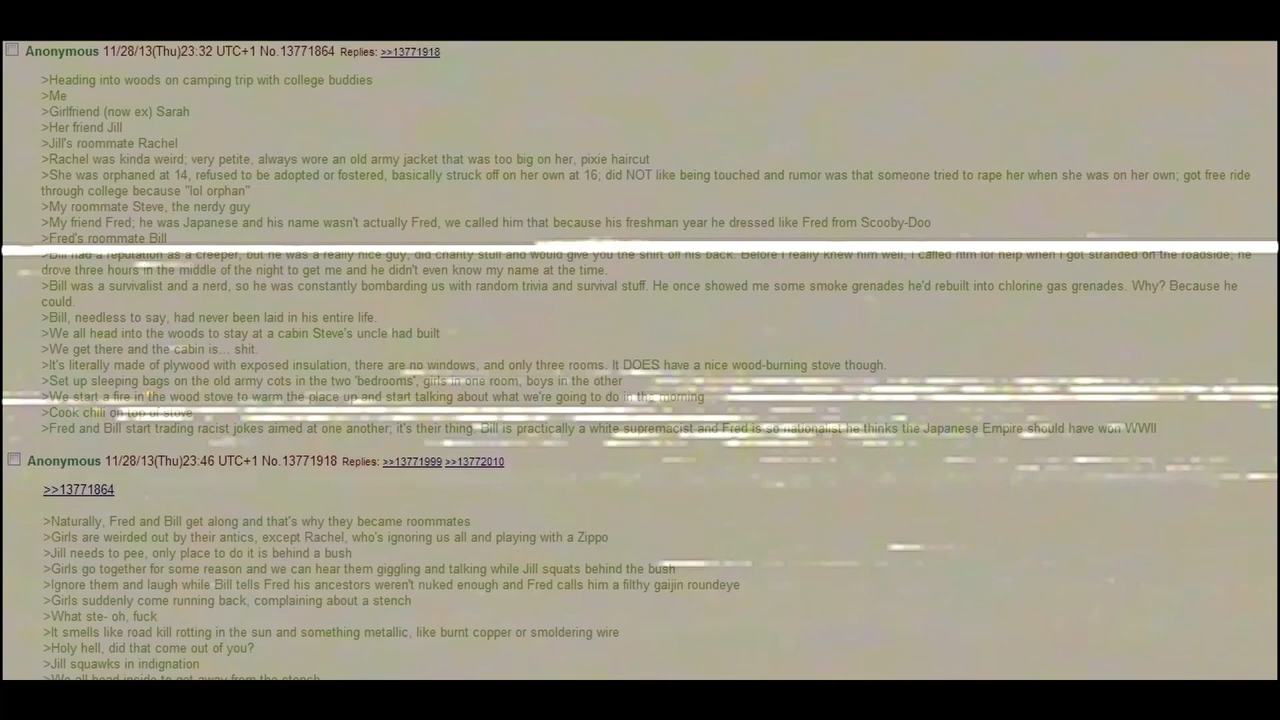 Anonymous 11/28/13(Thu)23:32 UTC+1 No.13771864 Replies: >>13771918
>Heading into woods on camping trip with college buddies
>Me
>Girlfriend (now ex) Sarah
>Her friend Jill
>Jill's roommate Rachel
>Rachel was kinda weird; very petite, always wore an old army jacket that was too big on her, pixie haircut
>She was orphaned at 14, refused to be adopted or fostered, basically struck off on her own at 16; did NOT like being touched and rumor was that someone tried to rape her when she was on her own; got free ride
through college because "lol orphan"
>My roommate Steve, the nerdy guy
>My friend Fred; he was Japanese and his name wasn't actually Fred, we called him that because his freshman year he dressed like Fred from Scooby-Doo
>Fred's roommate Bill
>Bill had a reputation as a creeper, but he was a really nice guy, did charity stuff and would give you the shirt off his back. Before I really knew him well, I called him for help when I got stranded on the roadside; he
drove three hours in the middle of the night to get me and he didn't even know my name at the time.
>Bill was a survivalist and a nerd, so he was constantly bombarding us with random trivia and survival stuff. He once showed me some smoke grenades he'd rebuilt into chlorine gas grenades. Why? Because he
could.
>Bill, needless to say, had never been laid in his entire life.
>We all head into the woods to stay at a cabin Steve's uncle had built
>We get there and the cabin is... shit.
>It's literally made of plywood with exposed insulation, there are no windows, and only three rooms. It DOES have a nice wood-burning stove though.
>Set up sleeping bags on the old army cots in the two 'bedrooms', girls in one room, boys in the other
>We start a fire in the wood stove to warm the place up and start talking about what we're going to do in the morning
>Cook chili on top of stove
>Fred and Bill start trading racist jokes aimed at one another; it's their thing. Bill is practically a white supremacist and Fred is so nationalist he thinks the Japanese Empire should have won WWII
Anonymous 11/28/13(Thu)23:46 UTC+1 No.13771918 Replies: >>13771999 >>13772010
>>13771864
>Naturally, Fred and Bill get along and that's why they became roommates
>Girls are weirded out by their antics, except Rachel, who's ignoring us all and playing with a Zippo
>Jill needs to pee, only place to do it is behind a bush
>Girls go together for some reason and we can hear them giggling and talking while Jill squats behind the bush
>Ignore them and laugh while Bill tells Fred his ancestors weren't nuked enough and Fred calls him a filthy gaijin roundeye
>Girls suddenly come running back, complaining about a stench
>What ste- oh, fuck
>It smells like road kill rotting in the sun and something metallic, like burnt copper or smoldering wire
>Holy hell, did that come out of you?
>Jill squawks in indignation
>We all head inside to get away from the stench